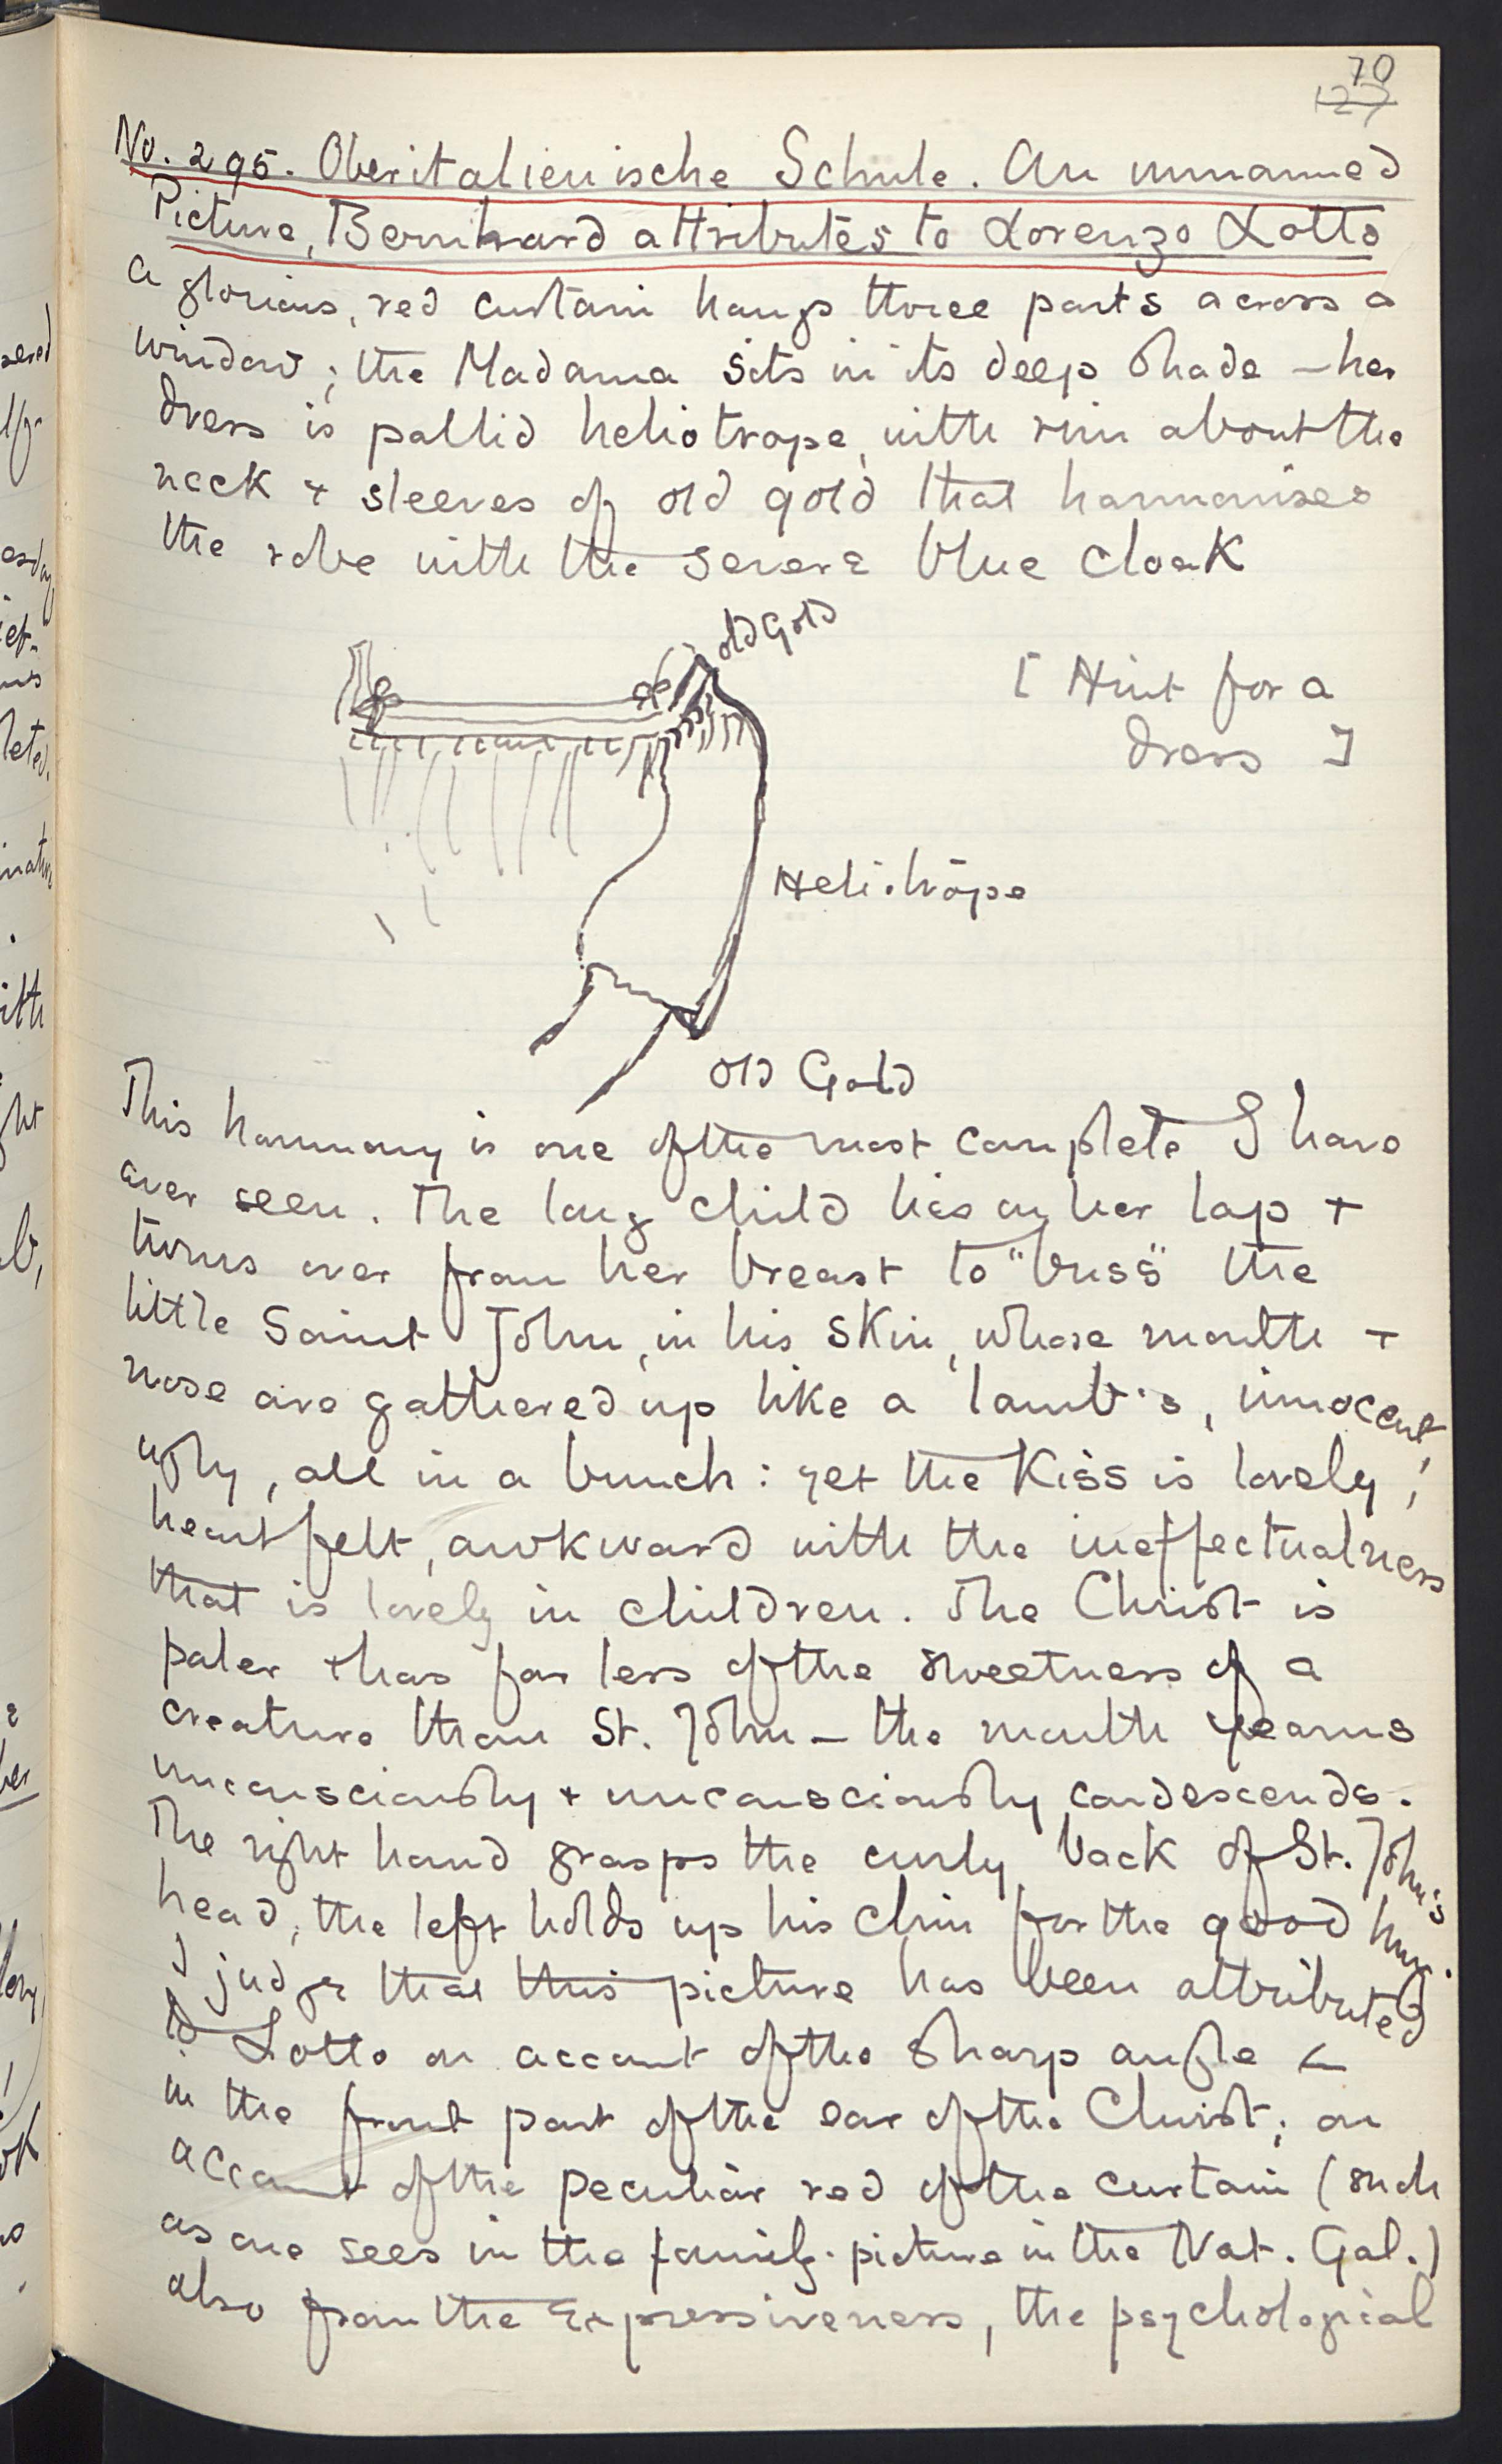 70
127
No. 295. Oberitalienische Schule. An unnamed
Picture, Bernhard attributes to Lorenzo Lotto
A glorious, red curtain hangs three parts across a
window; the Madonna sits in its deep shade – her
dress is pallid heliotrope, with rim about the
neck + sleeves of old gold that harmonises
the robe with the severe blue cloak
old Gold
[ Hint for a
dress ]
Heliotrope
Old Gold
This harmony is one of the most complete I have
ever seen. The long child lies on her lap +
turns over from her breast to "buss" the
little Saint John, in his skin, whose mouth +
nose are gathered up like a lamb's, innocent,
ugly, all in a bunch: yet the Kiss is lovely;
heartfelt, awkward with the ineffectualness
that is lovely in children. The Christ is
paler + has far less of the sweetness of a
creature than St. John – the mouth yearns
unconsciously + unconsciously condescends.
The right hand grasps the curly back of St. John's
head, the left holds up his chin for the good hug.
I judge that this picture has been attributed
to Lotto on account of the sharp angle <
in the front part of the ear of the Christ; on
account of the peculiar red of the curtain (such
as one sees in the family-picture in the Nat. Gal.)
also from the Expressiveness, the psychological